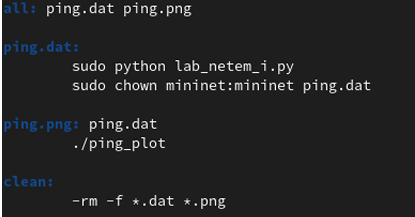 all: ping.dat ping.png
ping.dat:
sudo python lab_netem_i.py
sudo chown mininet:mininet ping.dat
ping.png: ping.dat
./ping_plot
clean:
-rm -f *.dat *.png